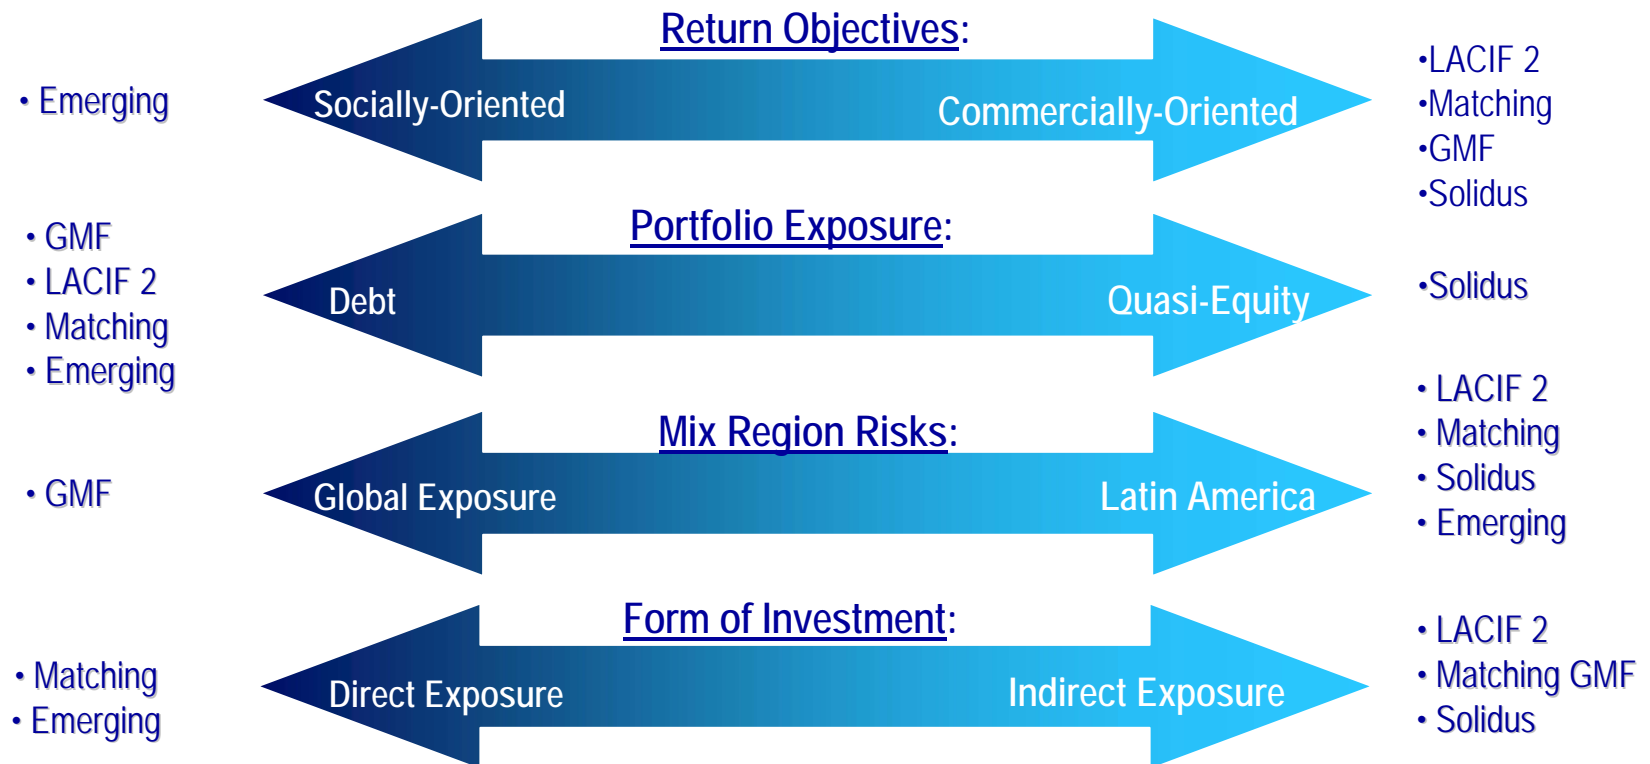 Return Objectives:
• Emerging
Socially-Oriented
Commercially-Oriented
•LACIF 2
•Matching
•GMF
•Solidus
Portfolio Exposure:
• GMF
• LACIF 2
• Matching
• Emerging
Debt
Quasi-Equity
•Solidus
Mix Region Risks:
• GMF
Global Exposure
Latin America
• LACIF 2
• Matching
• Solidus
• Emerging
Form of Investment:
• Matching
• Emerging
Direct Exposure
Indirect Exposure
• LACIF 2
• Matching GMF
• Solidus